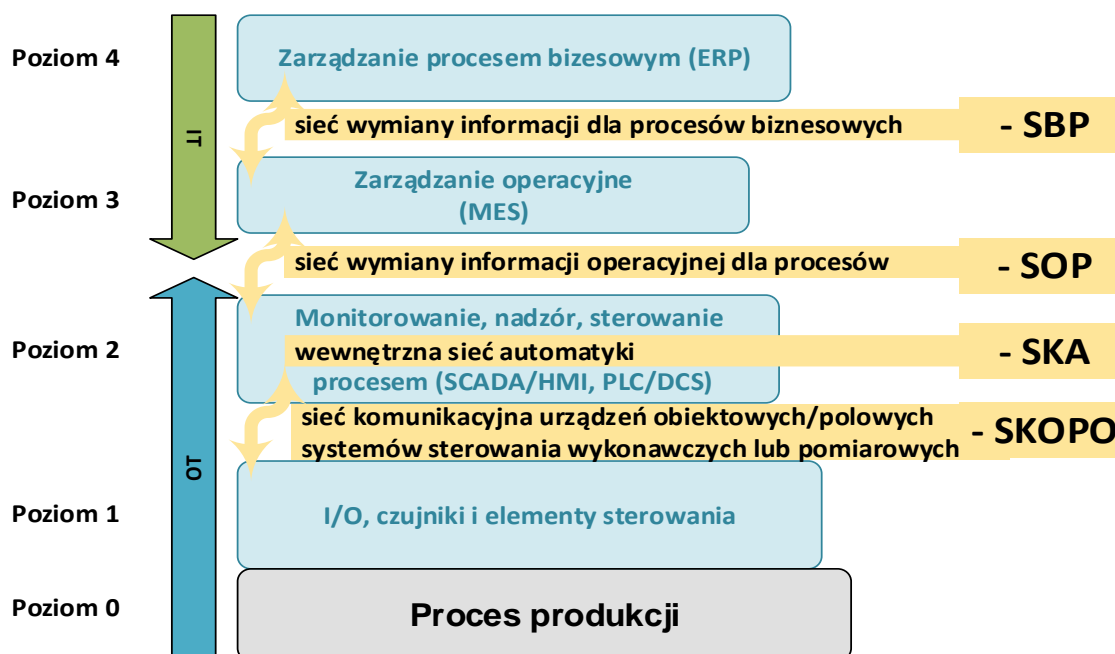 Poziom 4
Zarządzanie procesem bizesowym (ERP)
sieć wymiany informacji dla procesów biznesowych
- SBP
IT
Poziom 3
Zarządzanie operacyjne
(MES)
sieć wymiany informacji operacyjnej dla procesów
- SOP
Monitorowanie, nadzór, sterowanie
Poziom 2
wewnętrzna sieć automatyki
- SKA
procesem (SCADA/HMI, PLC/DCS)
sieć komunikacyjna urządzeń obiektowych/polowych
systemów sterowania wykonawczych lub pomiarowych
- SKOPO
OT
Poziom 1
I/O, czujniki i elementy sterowania
Poziom 0
Proces produkcji